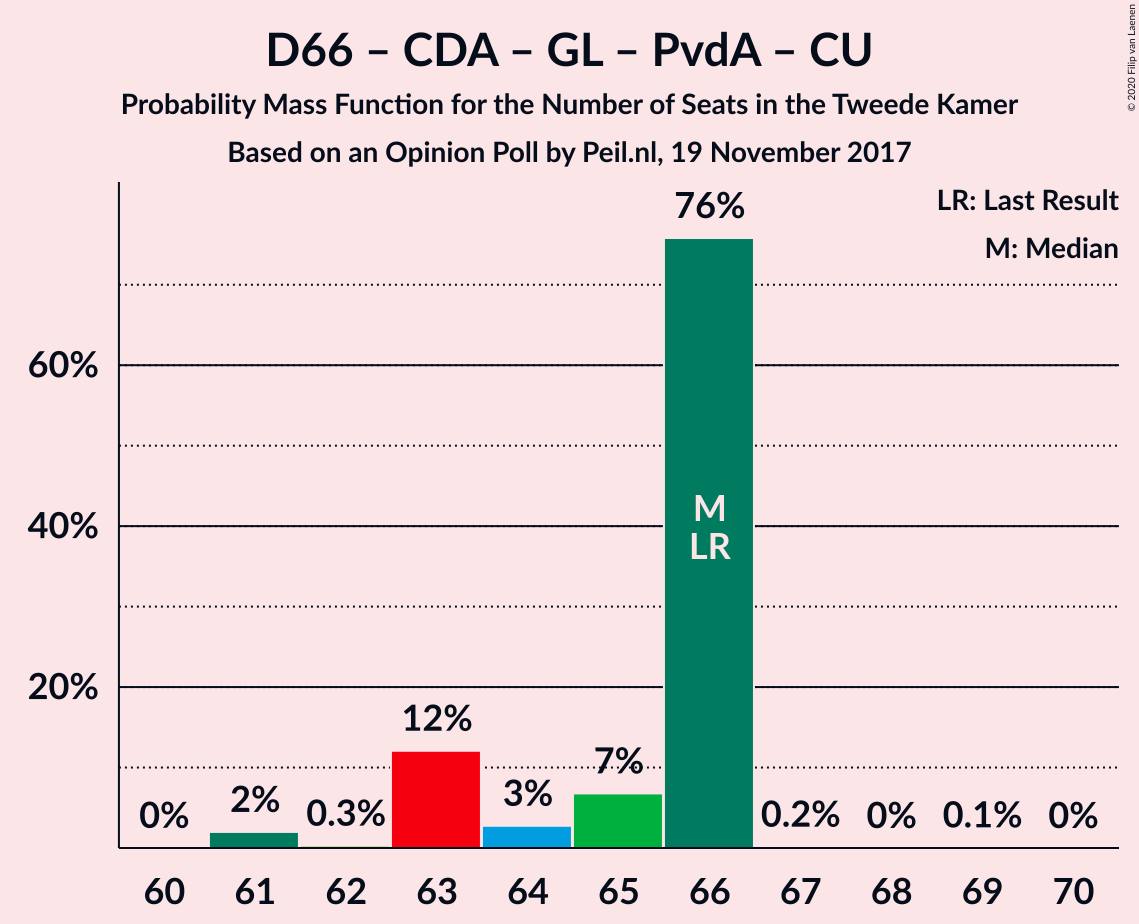 D66 – CDA – GL – PvdA – CU
Probability Mass Function for the Number of Seats in the Tweede Kamer
Based on an Opinion Poll by Peil.nl, 19 November 2017
© 2020 Filip van Laenen
LR: Last Result
M: Median
60%
40%
20%
0%
2%
0.3%
12%
3%
7%
76%
0.2%
0%
0.1%
0%
M
LR
60 61 62 63 64 65 66 67 68 69 70